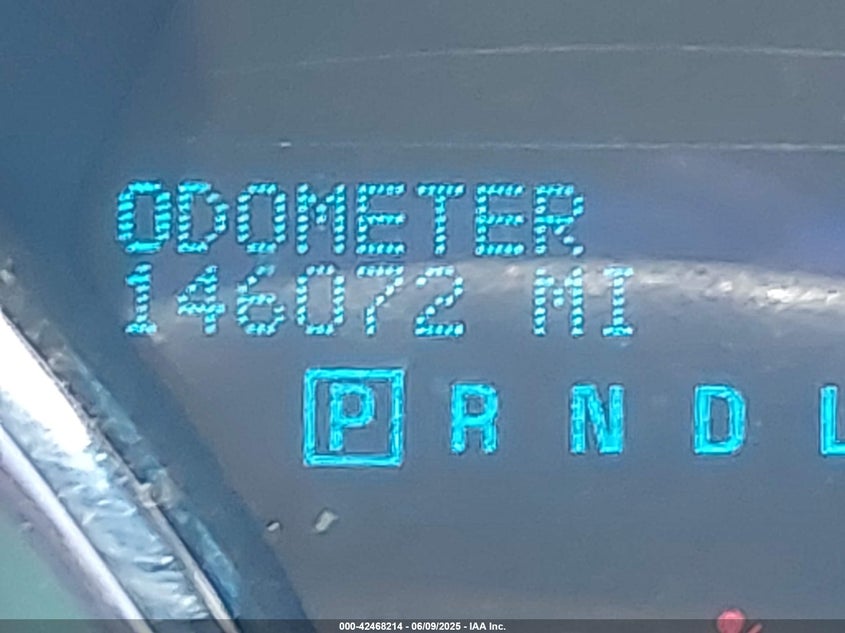 ODOMETER
146072 MI
P R N D L
000-42468214 - 06/09/2025 - IAA Inc.